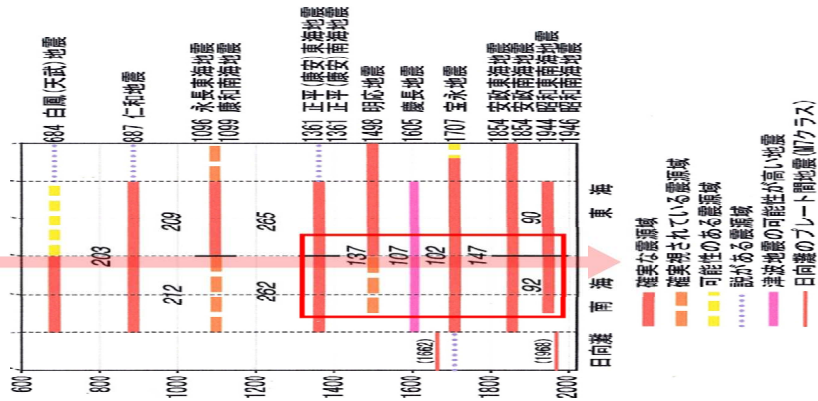 684 白鳳(天武)地震
887 仁和地震
1096 永長東海地震
1099 康和南海地震
1361 正平(康安)東海地震
1361 正平(康安)南海地震
1498 明応地震
1605 慶長地震
1707 宝永地震
1854 安政東海地震
1854 安政南海地震
1944 昭和東南海地震
1946 昭和南海地震
東海
南海
日向灘
203
209
212
265
262
137
107
102
147
90
92
(1662)
(1968)
600
800
1000
1200
1400
1600
1800
2000
確実な震源域
確実視されている震源域
可能性のある震源域
説がある震源域
津波地震の可能性が高い地震
日向灘のプレート間地震(M7クラス)